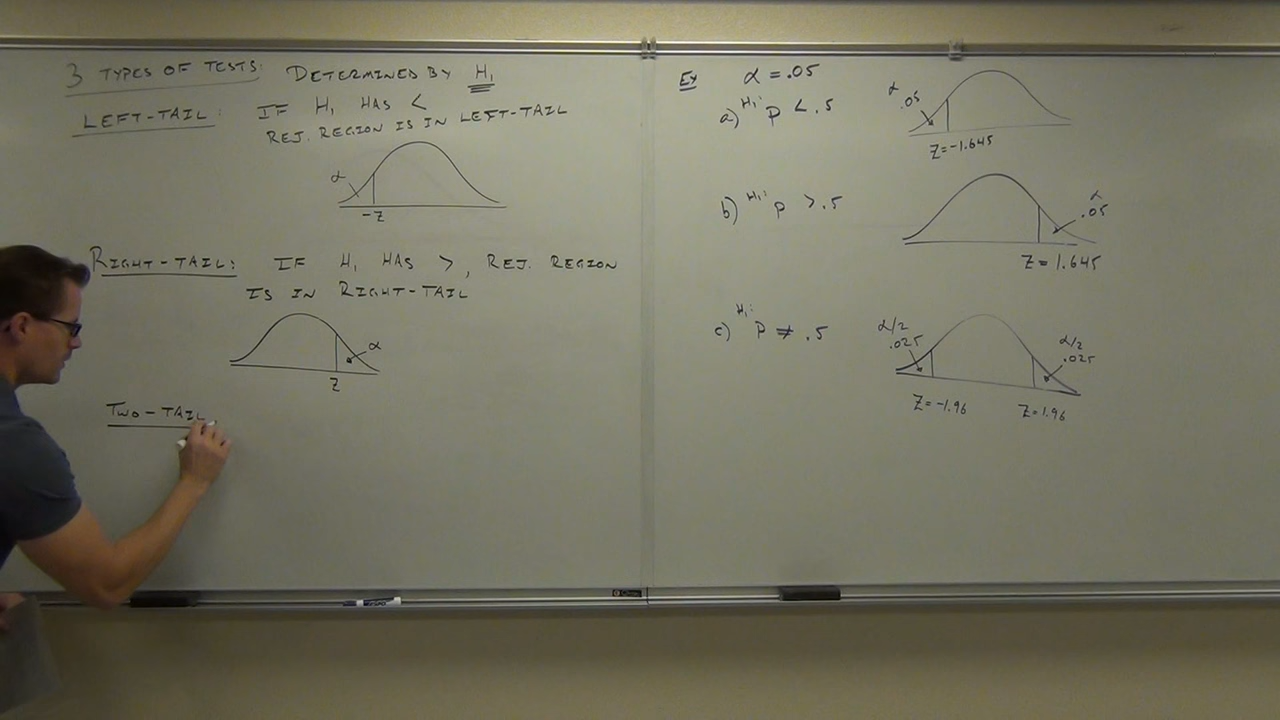 3 TYPES OF TESTS: DETERMINED BY H₁
LEFT-TAIL: IF H₁ HAS <
REJ. REGION IS IN LEFT-TAIL
α
-Z
RIGHT-TAIL: IF H₁ HAS >, REJ. REGION
IS IN RIGHT-TAIL
α
Z
TWO-TAIL
Ex α = .05
a) H₁: P < .5
α
.05
Z=-1.645
b) H₁: P > .5
α
.05
Z=1.645
c) H₁: P ≠ .5
α/2
.025
α/2
.025
Z=-1.96
Z=1.96